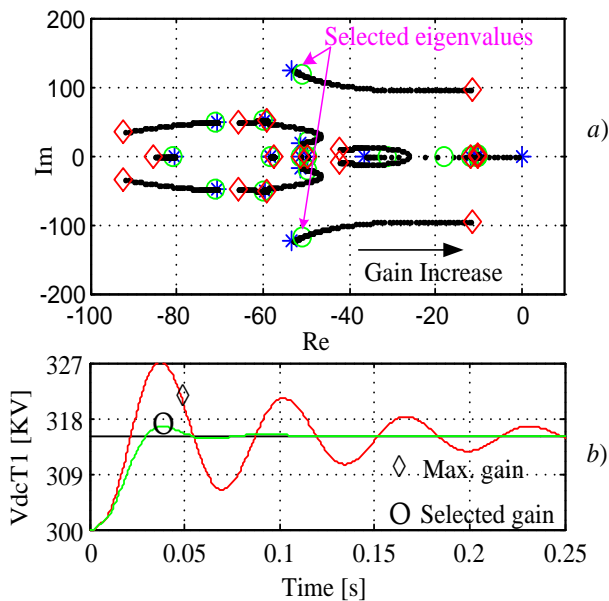 200
Selected eigenvalues
100
a)
Im
0
-100
Gain Increase
-200
-100
-80
-60
-40
-20
0
Re
327
VdcT1 [KV]
318
b)
Max. gain
309
Selected gain
300
0
0.05
0.1
0.15
0.2
0.25
Time [s]